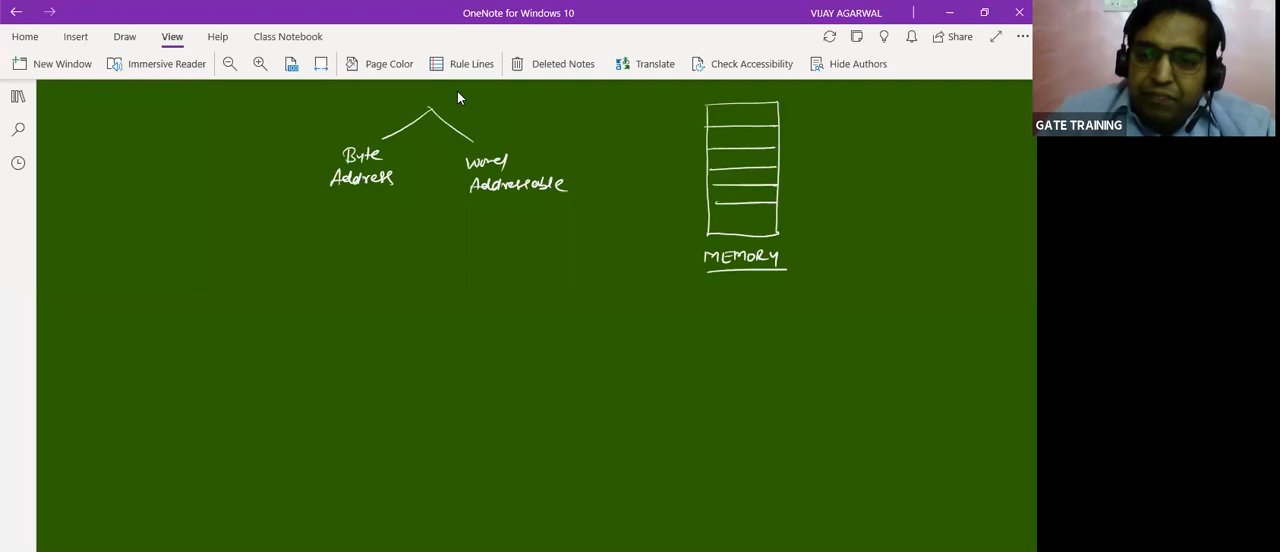 OneNote for Windows 10
VIJAY AGARWAL
Home Insert Draw View Help Class Notebook
Share
New Window Immersive Reader Page Color Rule Lines Deleted Notes Translate Check Accessibility Hide Authors
GATE TRAINING
Byte
Address
Word
Addressable
MEMORY